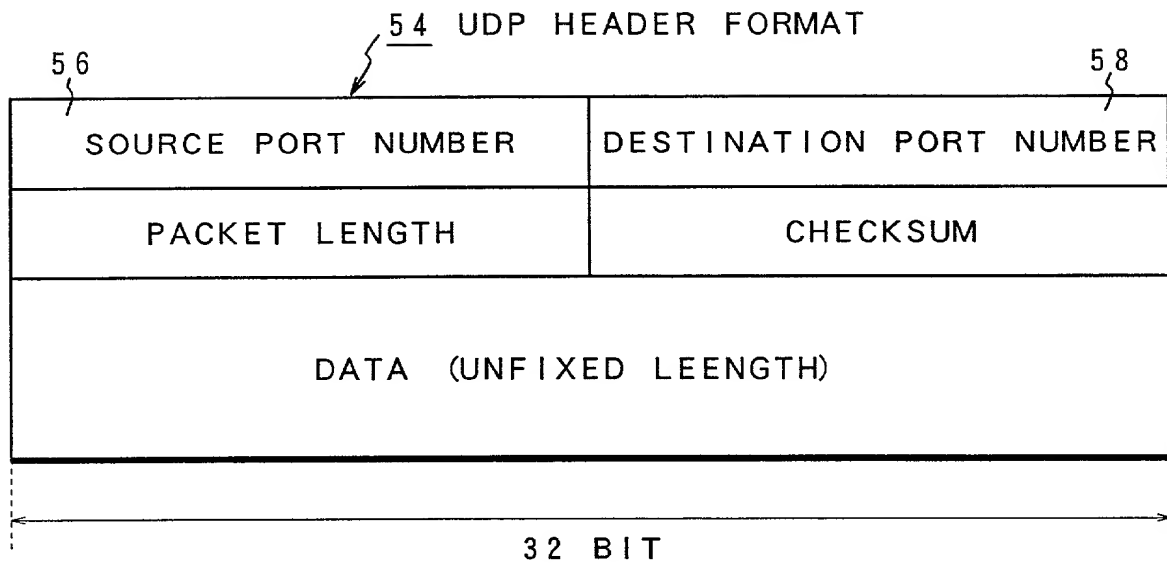 54 UDP HEADER FORMAT
56
58
SOURCE PORT NUMBER
DESTINATION PORT NUMBER
PACKET LENGTH
CHECKSUM
DATA (UNFIXED LEENGTH)
32 BIT